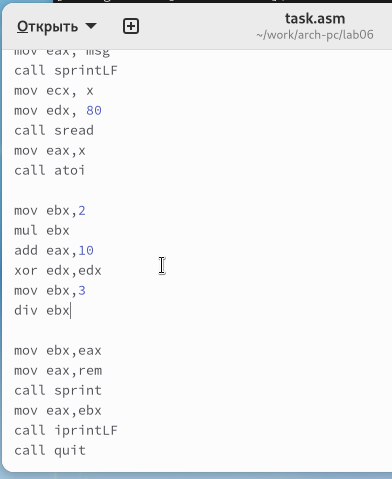 Открыть
task.asm
~/work/arch-pc/lab06
mov eax, msg
call sprintLF
mov ecx, x
mov edx, 80
call sread
mov eax,x
call atoi
mov ebx,2
mul ebx
add eax,10
xor edx,edx
mov ebx,3
div ebx
mov ebx,eax
mov eax,rem
call sprint
mov eax,ebx
call iprintLF
call quit